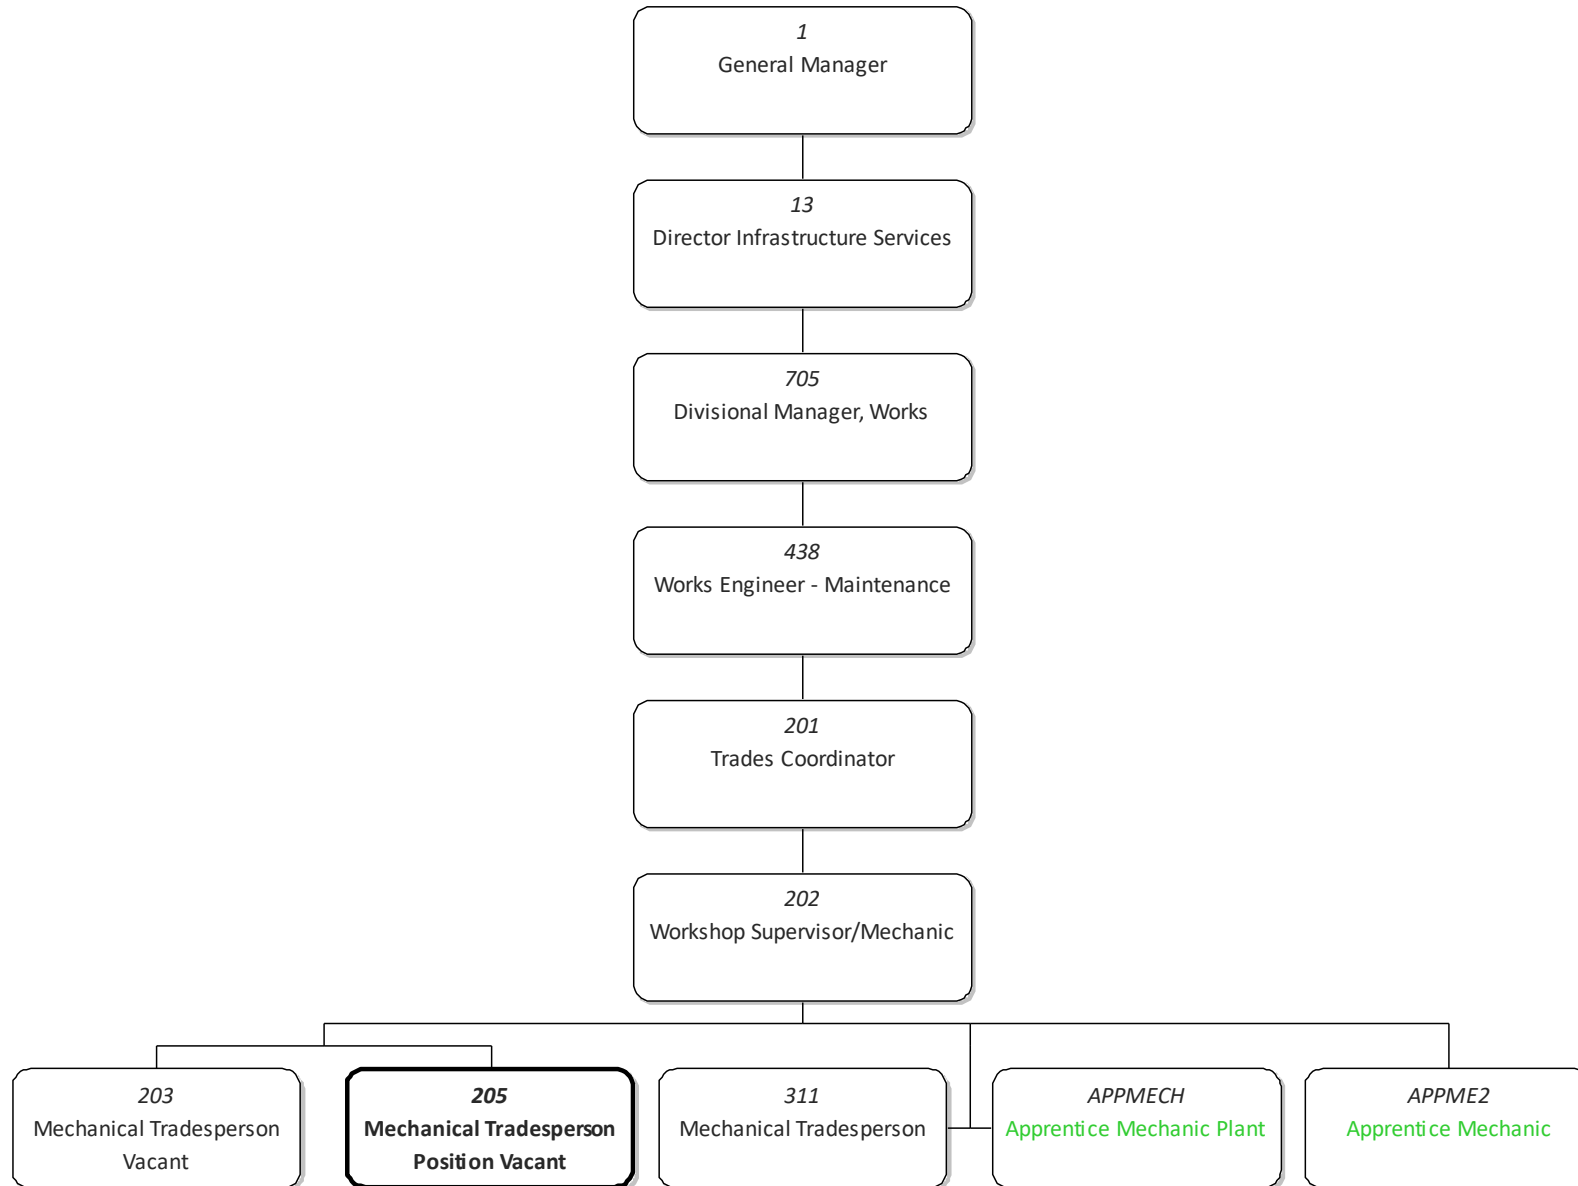 1
General Manager
13
Director Infrastructure Services
705
Divisional Manager, Works
438
Works Engineer - Maintenance
201
Trades Coordinator
202
Workshop Supervisor/Mechanic
203
Mechanical Tradesperson
Vacant
205
Mechanical Tradesperson
Position Vacant
311
Mechanical Tradesperson
APPMECH
Apprentice Mechanic Plant
APPME2
Apprentice Mechanic